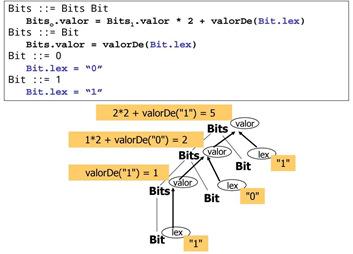 Bits ::= Bits Bit
Bits₀.valor = Bits₁.valor * 2 + valorDe(Bit.lex)
Bits ::= Bit
Bits.valor = valorDe(Bit.lex)
Bit ::= 0
Bit.lex = "0"
Bit ::= 1
Bit.lex = "1"
2*2 + valorDe("1") = 5
Bits valor
1*2 + valorDe("0") = 2
Bits valor
Bit lex "1"
valorDe("1") = 1
Bits valor
Bit lex "0"
Bit lex "1"